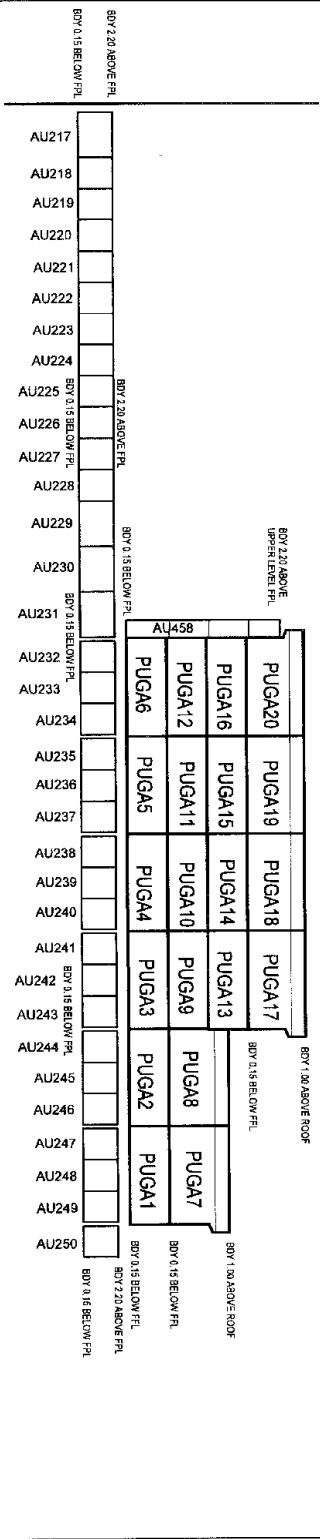 BDY 2.20 ABOVE FPL
BDY 0.15 BELOW FPL
AU217
AU218
AU219
AU220
AU221
AU222
AU223
AU224
AU225
BDY 0.15 BELOW FPL
BDY 2.20 ABOVE FPL
AU226
AU227
AU228
AU229
AU230
AU231
BDY 0.15 BELOW FPL
BDY 0.15 BELOW FPL
BDY 2.20 ABOVE
UPPER LEVEL FPL
AU458
AU232
AU233
AU234
PUGA6
PUGA12
PUGA16
PUGA20
AU235
AU236
AU237
PUGA5
PUGA11
PUGA15
PUGA19
AU238
AU239
AU240
PUGA4
PUGA10
PUGA14
PUGA18
AU241
AU242
BDY 0.15 BELOW FPL
AU243
PUGA3
PUGA9
PUGA13
PUGA17
AU244
AU245
AU246
PUGA2
PUGA8
BDY 0.15 BELOW FFL
BDY 1.00 ABOVE ROOF
AU247
AU248
AU249
PUGA1
PUGA7
AU250
BDY 0.15 BELOW FPL
BDY 2.20 ABOVE FPL
BDY 0.15 BELOW FFL
BDY 0.15 BELOW FFL
BDY 1.00 ABOVE ROOF